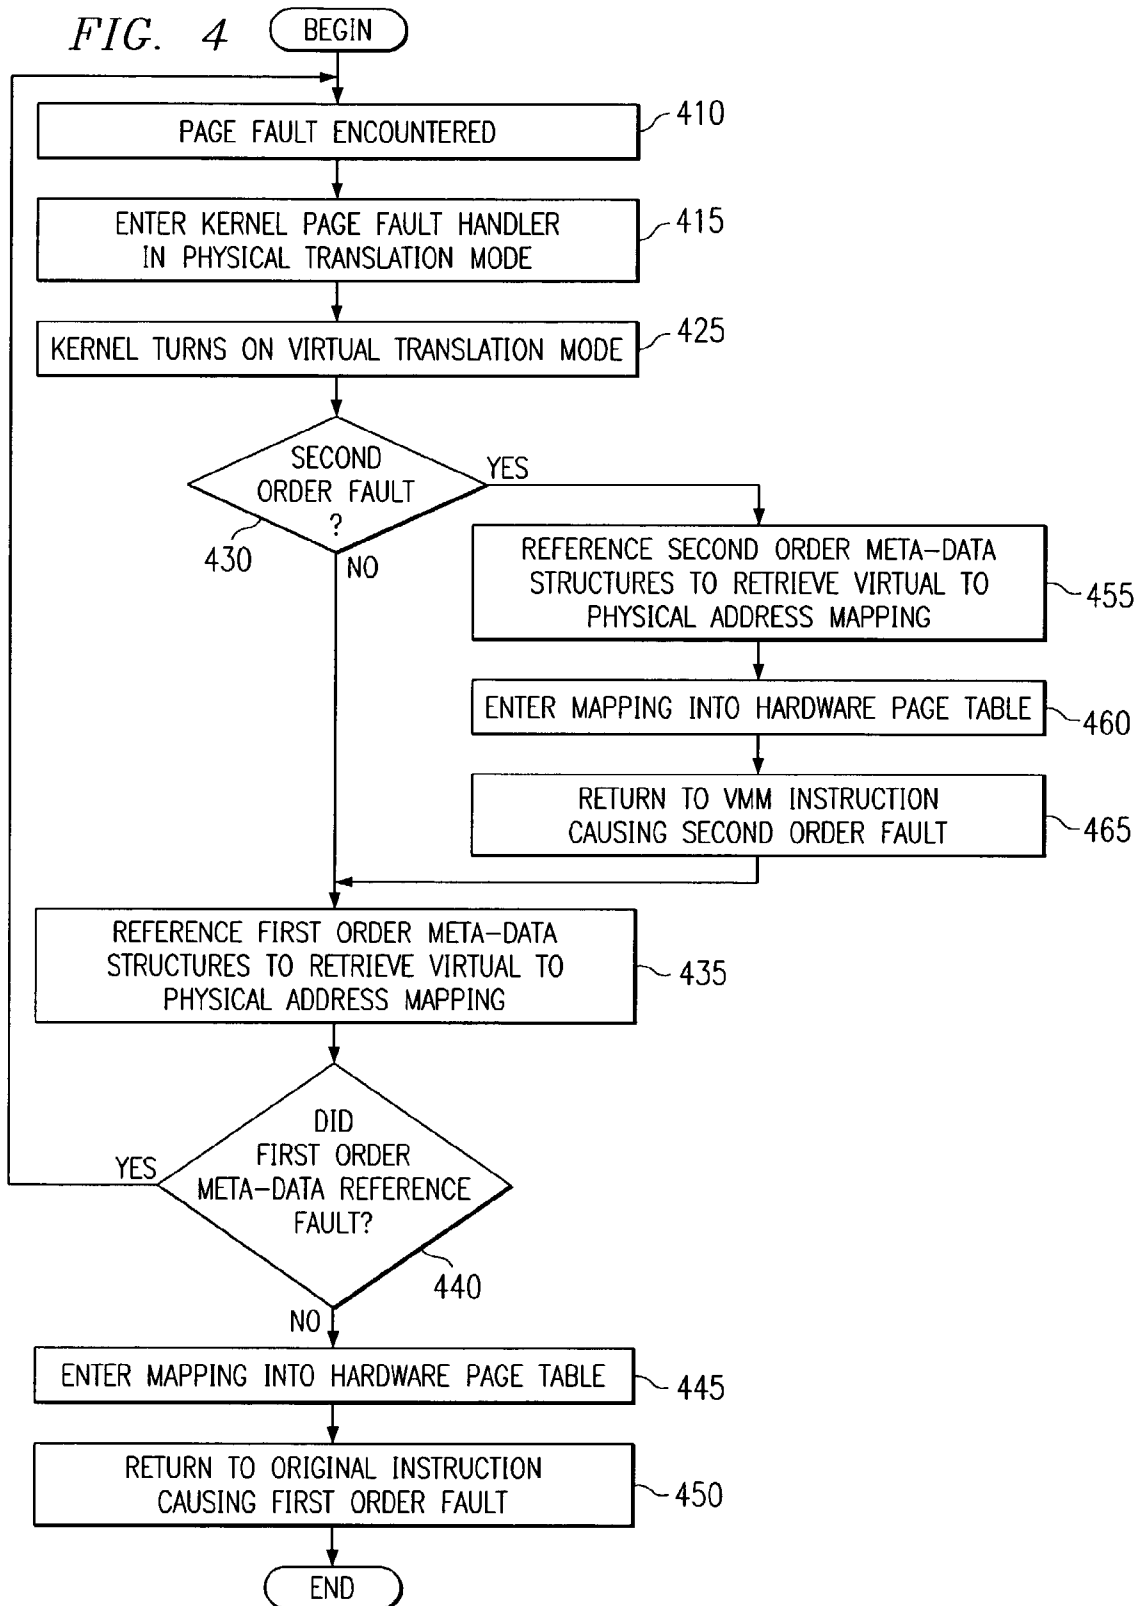 FIG. 4
BEGIN
PAGE FAULT ENCOUNTERED
410
ENTER KERNEL PAGE FAULT HANDLER
IN PHYSICAL TRANSLATION MODE
415
KERNEL TURNS ON VIRTUAL TRANSLATION MODE
425
SECOND
ORDER FAULT
?
430
YES
NO
REFERENCE SECOND ORDER META-DATA
STRUCTURES TO RETRIEVE VIRTUAL TO
PHYSICAL ADDRESS MAPPING
455
ENTER MAPPING INTO HARDWARE PAGE TABLE
460
RETURN TO VMM INSTRUCTION
CAUSING SECOND ORDER FAULT
465
REFERENCE FIRST ORDER META-DATA
STRUCTURES TO RETRIEVE VIRTUAL TO
PHYSICAL ADDRESS MAPPING
435
DID
FIRST ORDER
META-DATA REFERENCE
FAULT?
YES
440
NO
ENTER MAPPING INTO HARDWARE PAGE TABLE
445
RETURN TO ORIGINAL INSTRUCTION
CAUSING FIRST ORDER FAULT
450
END